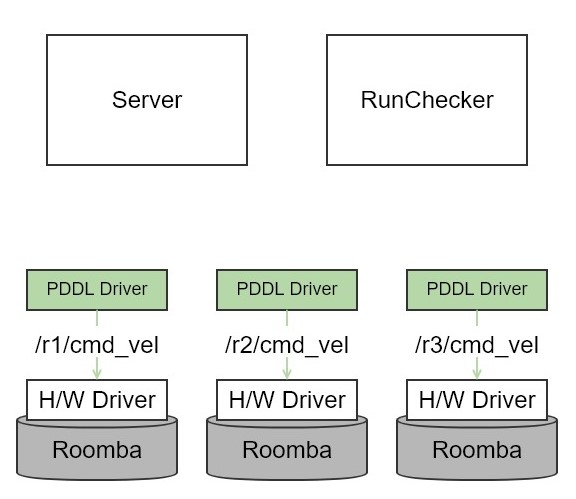 Server
RunChecker
PDDL Driver
PDDL Driver
PDDL Driver
/r1/cmd_vel
/r2/cmd_vel
/r3/cmd_vel
H/W Driver
H/W Driver
H/W Driver
Roomba
Roomba
Roomba